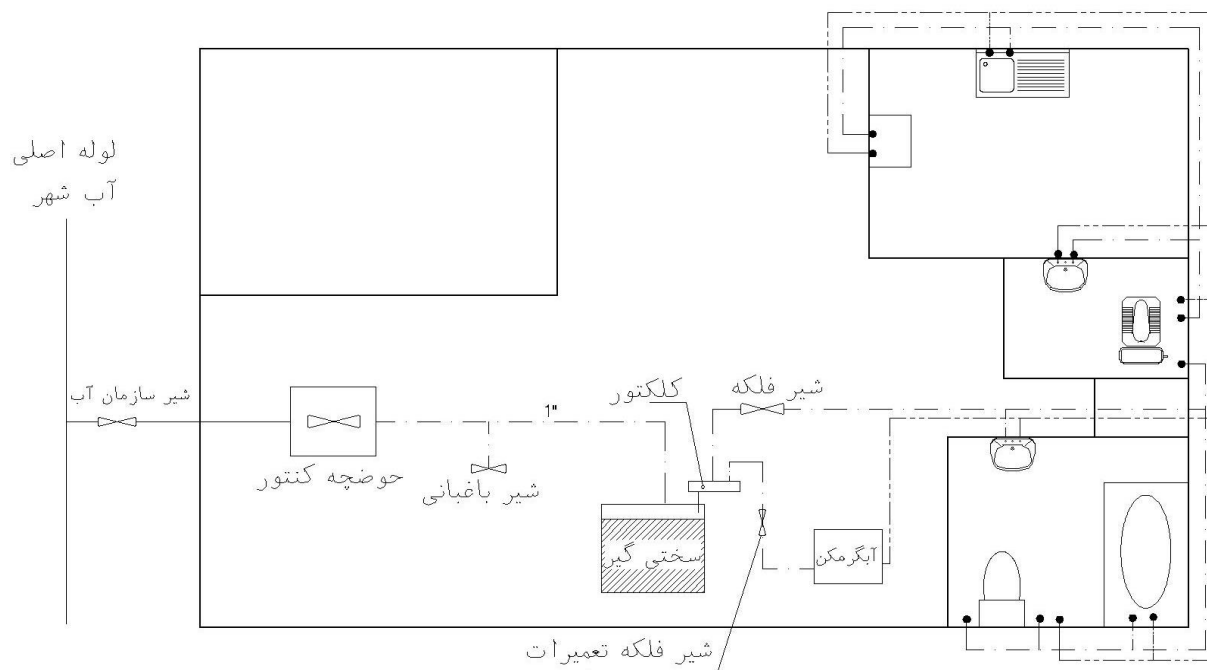 لوله اصلی
آب شهر
شیر سازمان آب
حوضچه کنتور
1"
شیر باغبانی
کلکتور
شیر فلکه
سختی گیر
آبگرمکن
شیر فلکه تعمیرات